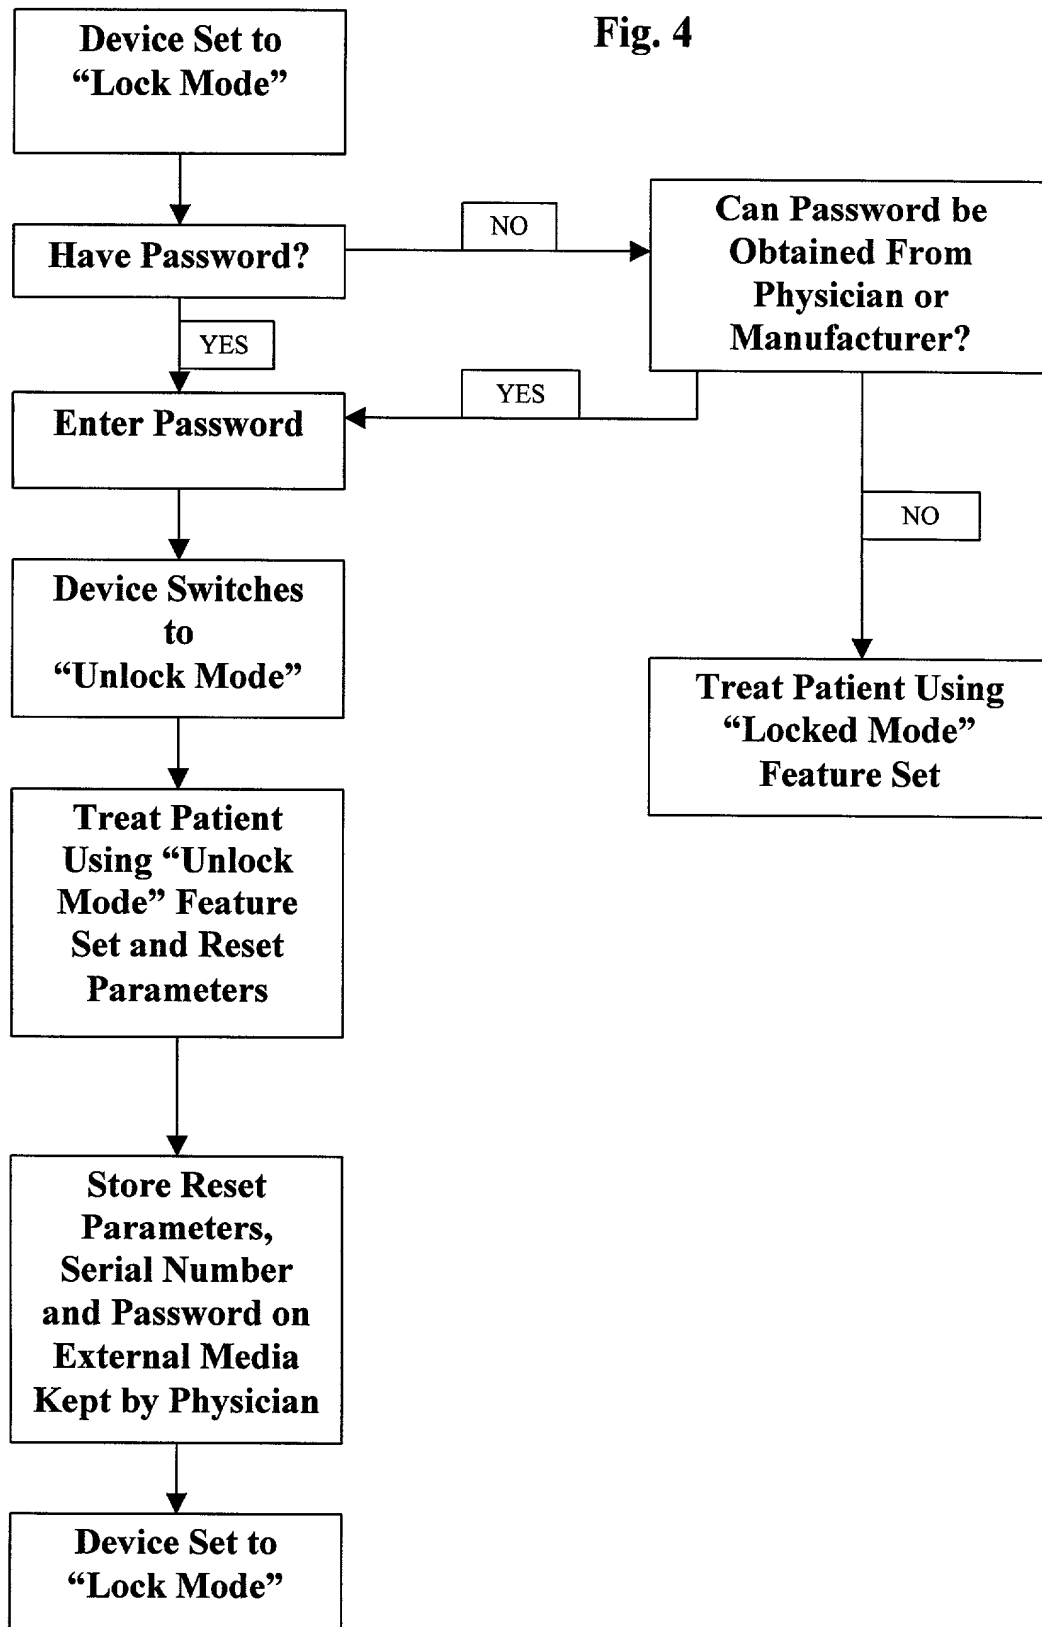 Fig. 4
Device Set to
“Lock Mode”
Have Password?
NO
Can Password be
Obtained From
Physician or
Manufacturer?
YES
YES
Enter Password
NO
Device Switches
to
“Unlock Mode”
Treat Patient Using
“Locked Mode”
Feature Set
Treat Patient
Using “Unlock
Mode” Feature
Set and Reset
Parameters
Store Reset
Parameters,
Serial Number
and Password on
External Media
Kept by Physician
Device Set to
“Lock Mode”